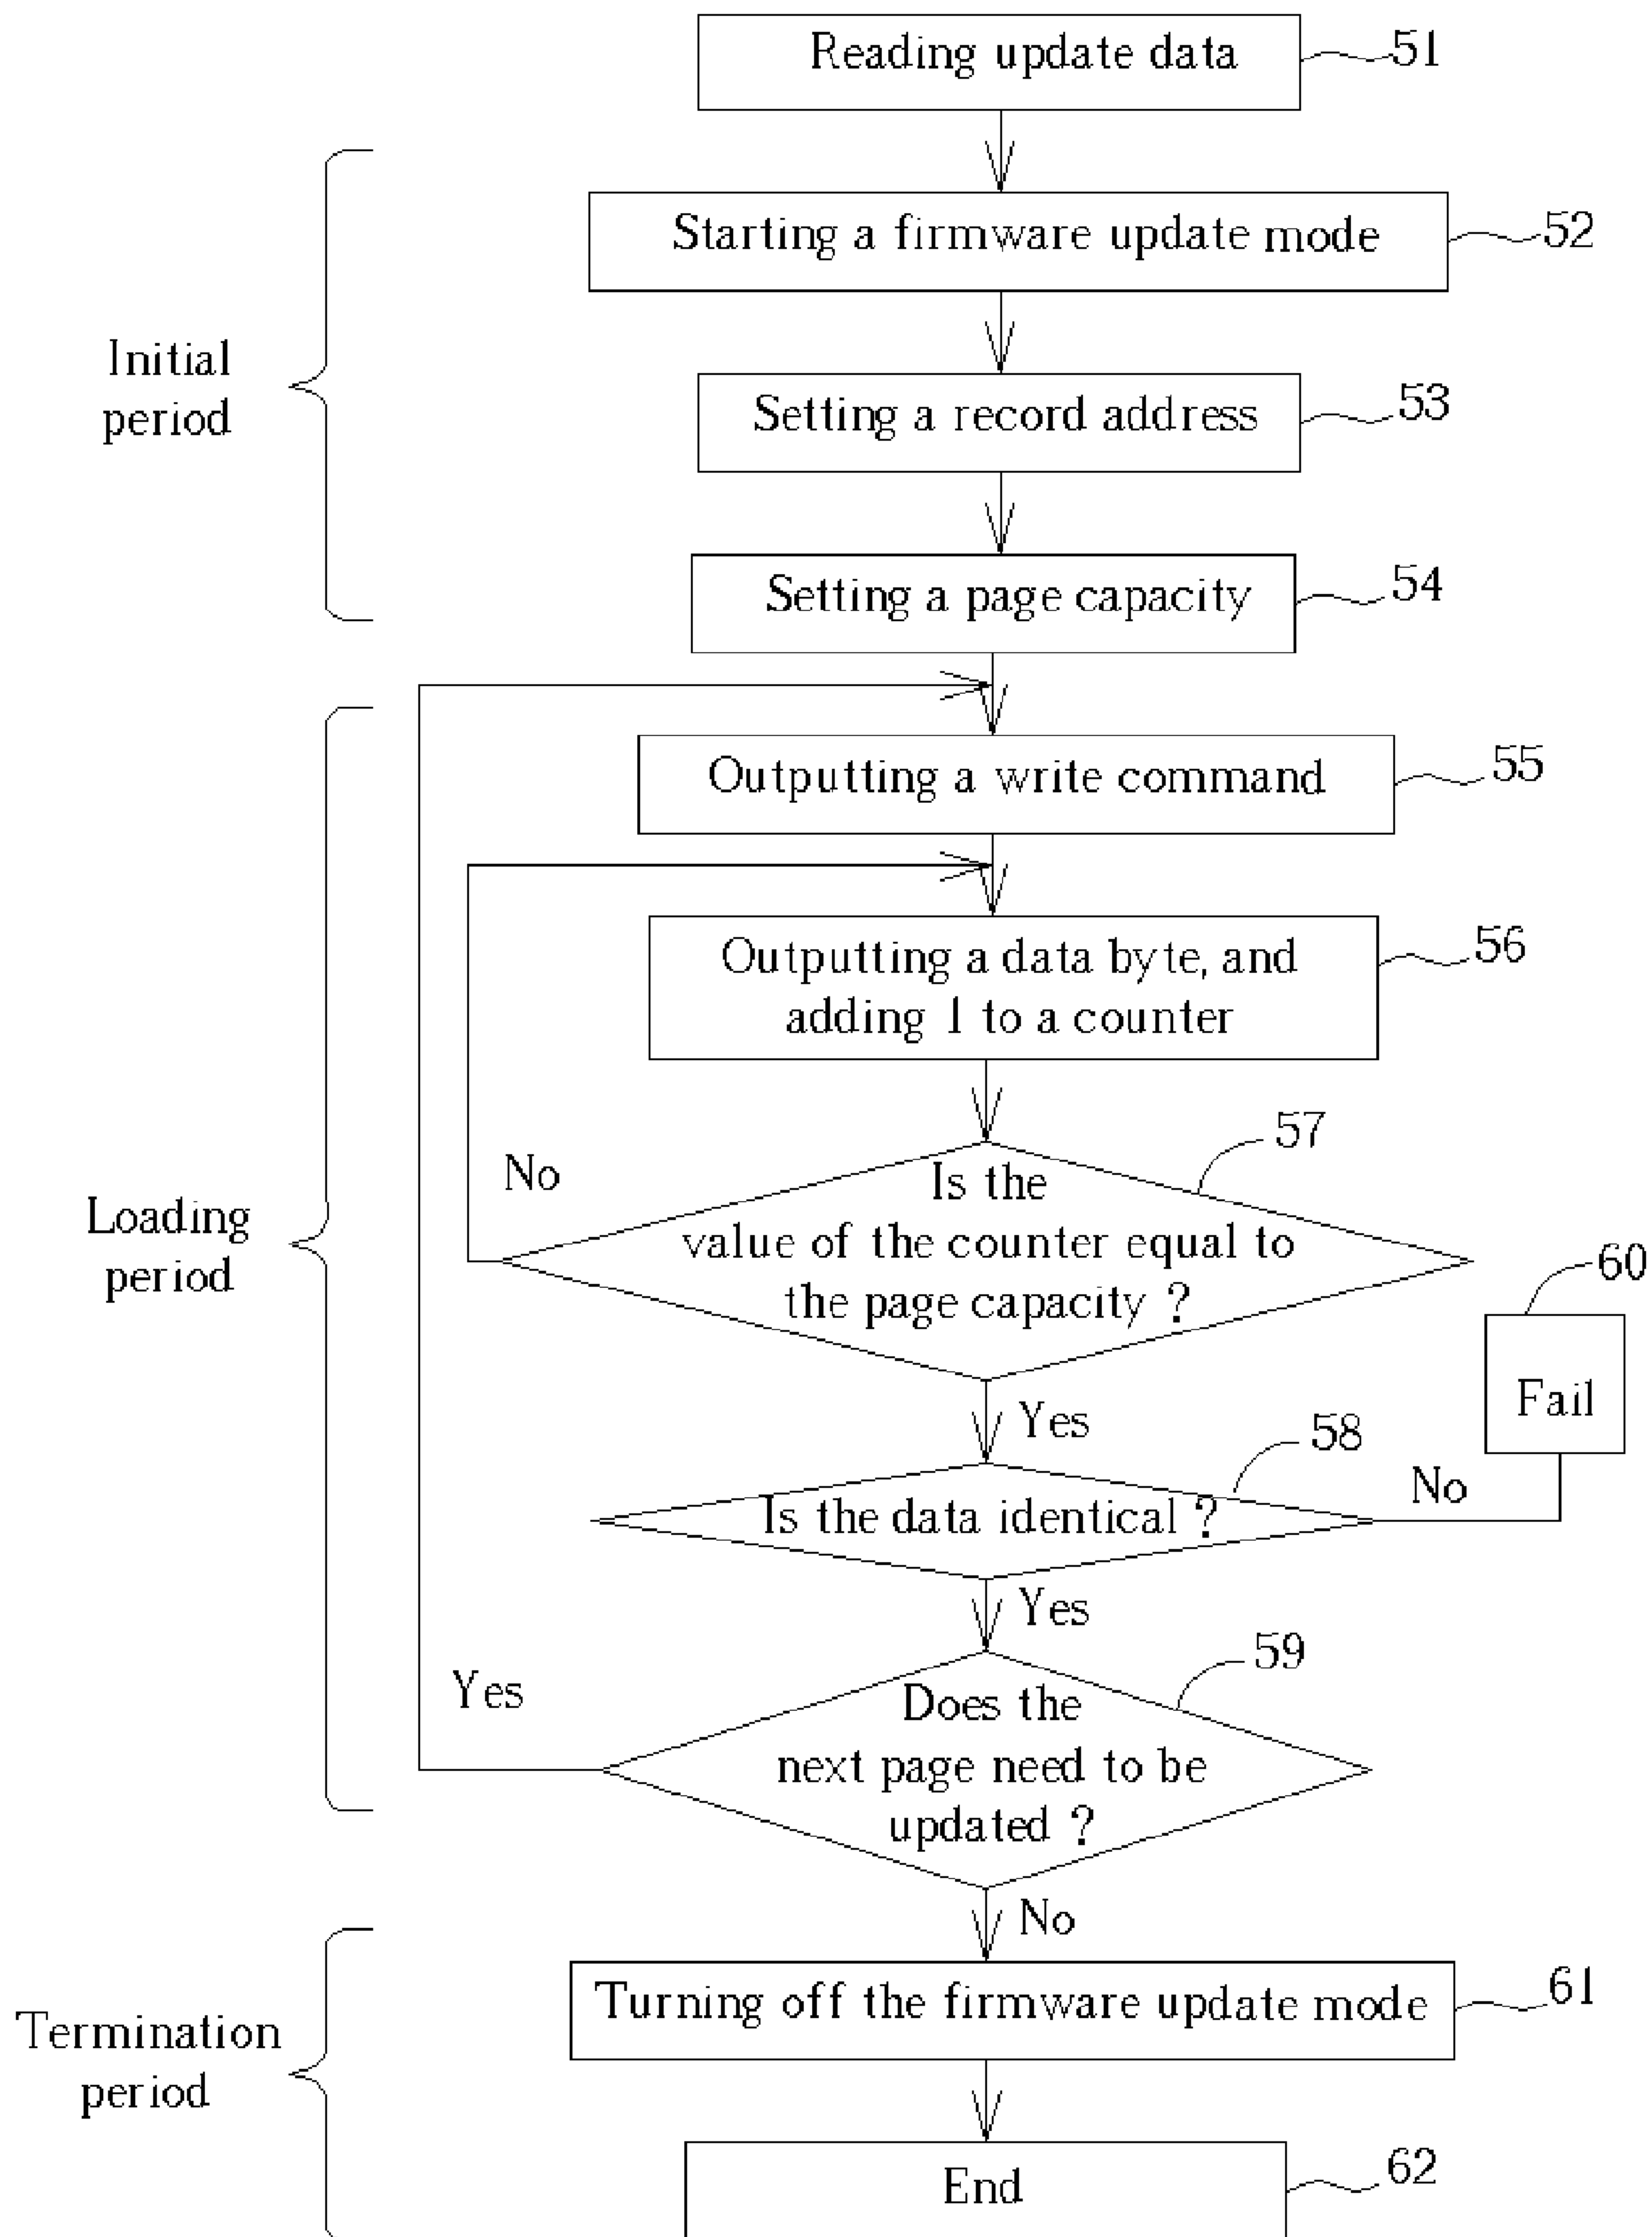 Reading update data
51
Starting a firmware update mode
52
Initial
period
Setting a record address
53
Setting a page capacity
54
Outputting a write command
55
Outputting a data byte, and
adding 1 to a counter
56
57
No
Is the
value of the counter equal to
the page capacity ?
Loading
period
60
Fail
Yes
58
Is the data identical ?
No
Yes
59
Yes
Does the
next page need to be
updated ?
No
Turning off the firmware update mode
61
Termination
period
End
62